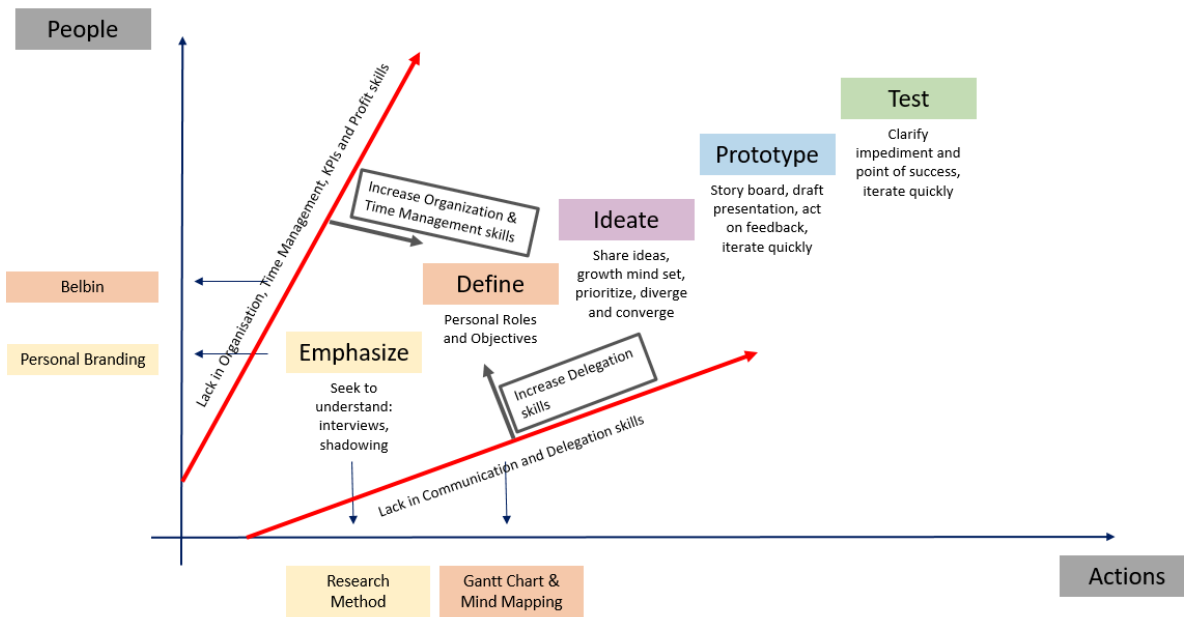 People
Lack in Organisation, Time Management, KPIs and Profit skills
Increase Organization &
Time Management skills
Test
Clarify
impediment and
point of success,
iterate quickly
Prototype
Story board, draft
presentation, act
on feedback,
iterate quickly
Ideate
Share ideas,
growth mind set,
prioritize, diverge
and converge
Define
Personal Roles
and Objectives
Belbin
Personal Branding
Emphasize
Seek to
understand:
interviews,
shadowing
Increase Delegation
skills
Lack in Communication and Delegation skills
Research
Method
Gantt Chart &
Mind Mapping
Actions